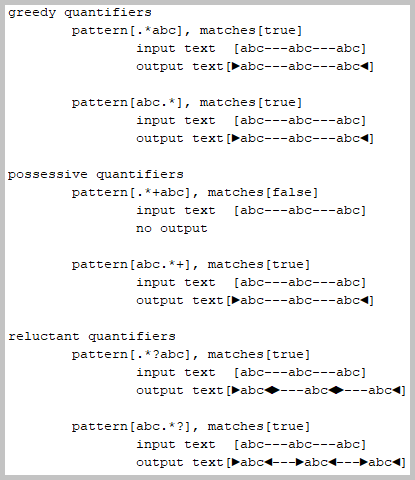 greedy quantifiers
pattern[.*abc], matches[true]
input text  [abc---abc---abc]
output text[►abc---abc---abc◄]
pattern[abc.*], matches[true]
input text  [abc---abc---abc]
output text[►abc---abc---abc◄]
possessive quantifiers
pattern[.*+abc], matches[false]
input text  [abc---abc---abc]
no output
pattern[abc.*+], matches[true]
input text  [abc---abc---abc]
output text[►abc---abc---abc◄]
reluctant quantifiers
pattern[.*?abc], matches[true]
input text  [abc---abc---abc]
output text[►abc◄►---abc◄►---abc◄]
pattern[abc.*?], matches[true]
input text  [abc---abc---abc]
output text[►abc◄---►abc◄---►abc◄]